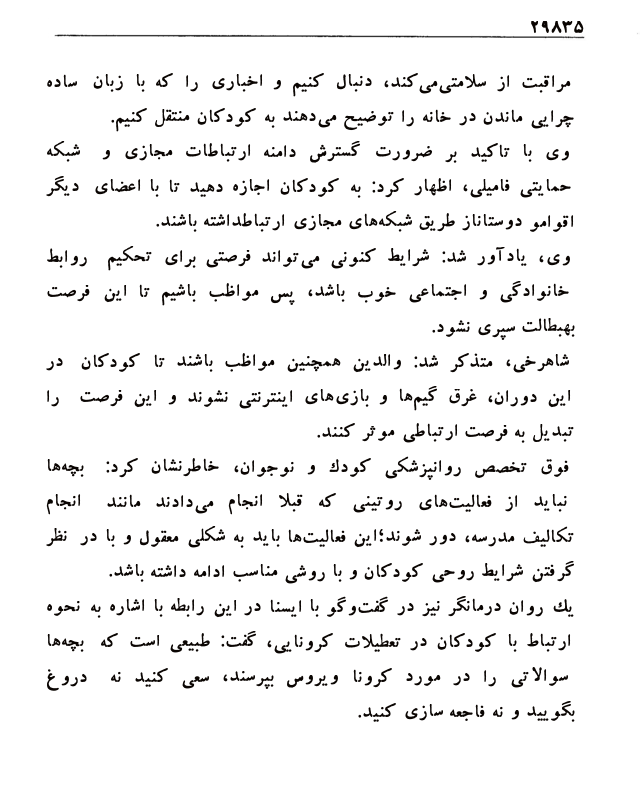 ۲۹۸۳۵
مراقبت از سلامتی‌می‌کند، دنبال کنیم و اخباری را که با زبان ساده
چرایی ماندن در خانه را توضیح می‌دهند به کودکان منتقل کنیم.
وی با تاکید بر ضرورت گسترش دامنه ارتباطات مجازی و شبکه
حمایتی فامیلی، اظهار کرد: به کودکان اجازه دهید تا با اعضای دیگر
اقوامو دوستاناز طریق شبکه‌های مجازی ارتباطداشته باشند.
وی، یادآور شد: شرایط کنونی می‌تواند فرصتی برای تحکیم روابط
خانوادگی و اجتماعی خوب باشد، پس مواظب باشیم تا این فرصت
بهبطالت سپری نشود.
شاهرخی، متذکر شد: والدین همچنین مواظب باشند تا کودکان در
این دوران، غرق گیم‌ها و بازی‌های اینترنتی نشوند و این فرصت را
تبدیل به فرصت ارتباطی موثر کنند.
فوق تخصص روانپزشکی کودك و نوجوان، خاطرنشان کرد: بچه‌ها
نباید از فعالیت‌های روتینی که قبلا انجام می‌دادند مانند انجام
تکالیف مدرسه، دور شوند؛این فعالیت‌ها باید به شکلی معقول و با در نظر
گرفتن شرایط روحی کودکان و با روشی مناسب ادامه داشته باشد.
یك روان درمانگر نیز در گفت‌وگو با ایسنا در این رابطه با اشاره به نحوه
ارتباط با کودکان در تعطیلات کرونایی، گفت: طبیعی است که بچه‌ها
سوالاتی را در مورد کرونا ویروس بپرسند، سعی کنید نه دروغ
بگویید و نه فاجعه سازی کنید.